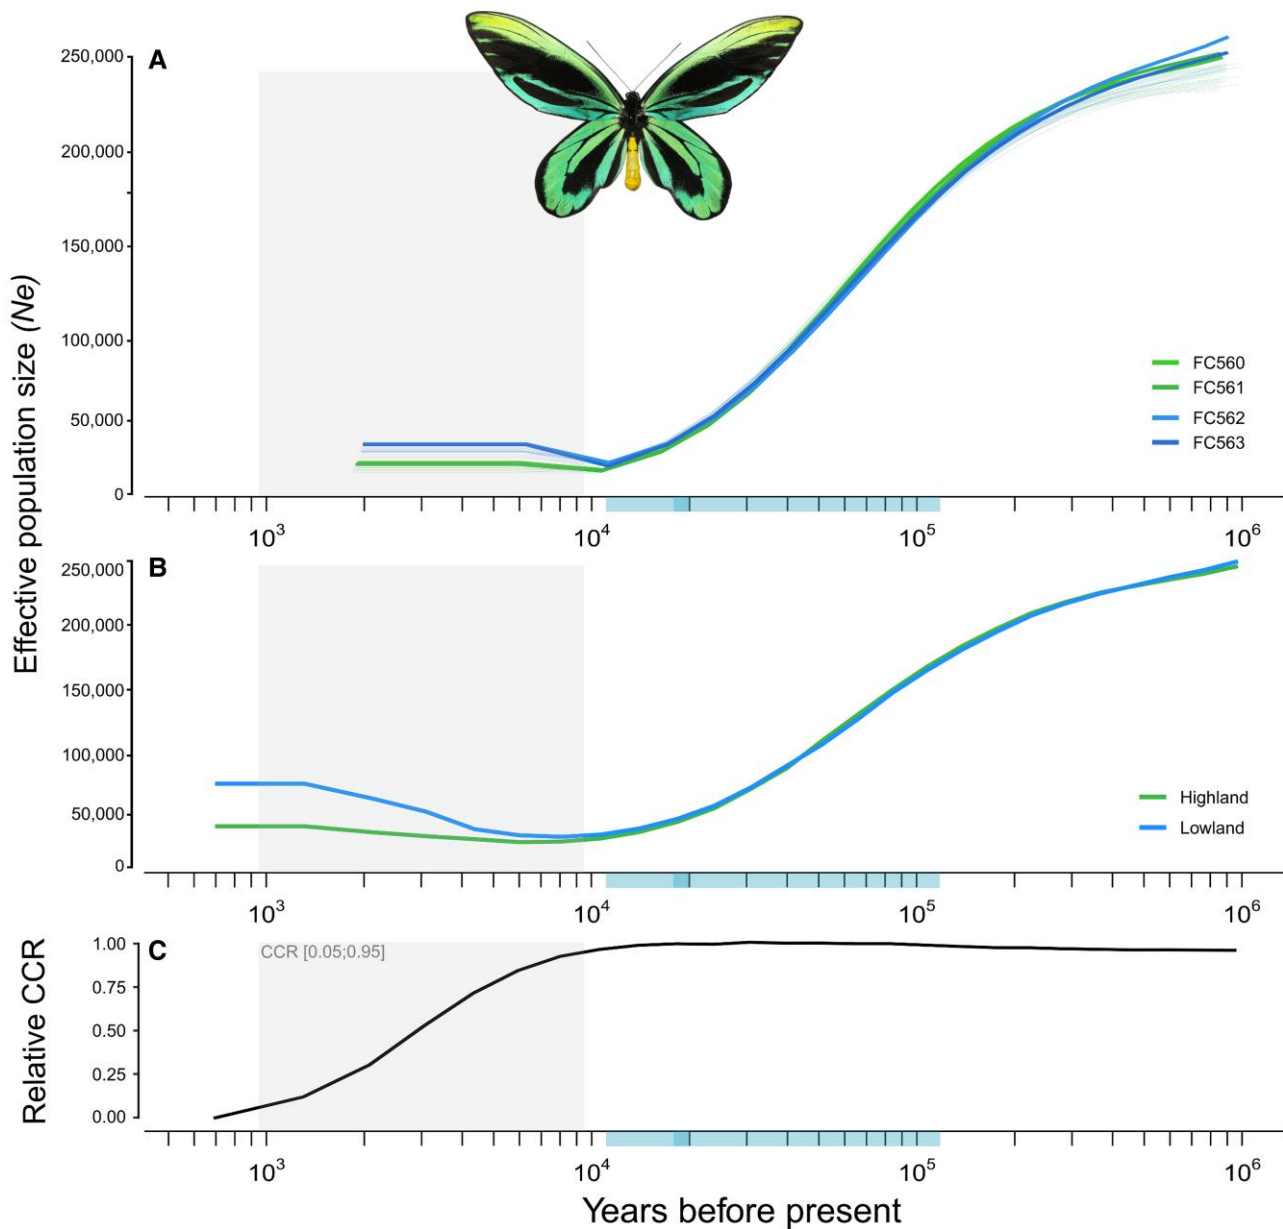 A
250,000
200,000
150,000
100,000
50,000
0
FC560
FC561
FC562
FC563
10³ 10⁴ 10⁵ 10⁶
Effective population size (Ne)
B
250,000
200,000
150,000
100,000
50,000
0
Highland
Lowland
10³ 10⁴ 10⁵ 10⁶
C
CCR [0.05;0.95]
Relative CCR
1.00
0.75
0.50
0.25
0.00
10³ 10⁴ 10⁵ 10⁶
Years before present